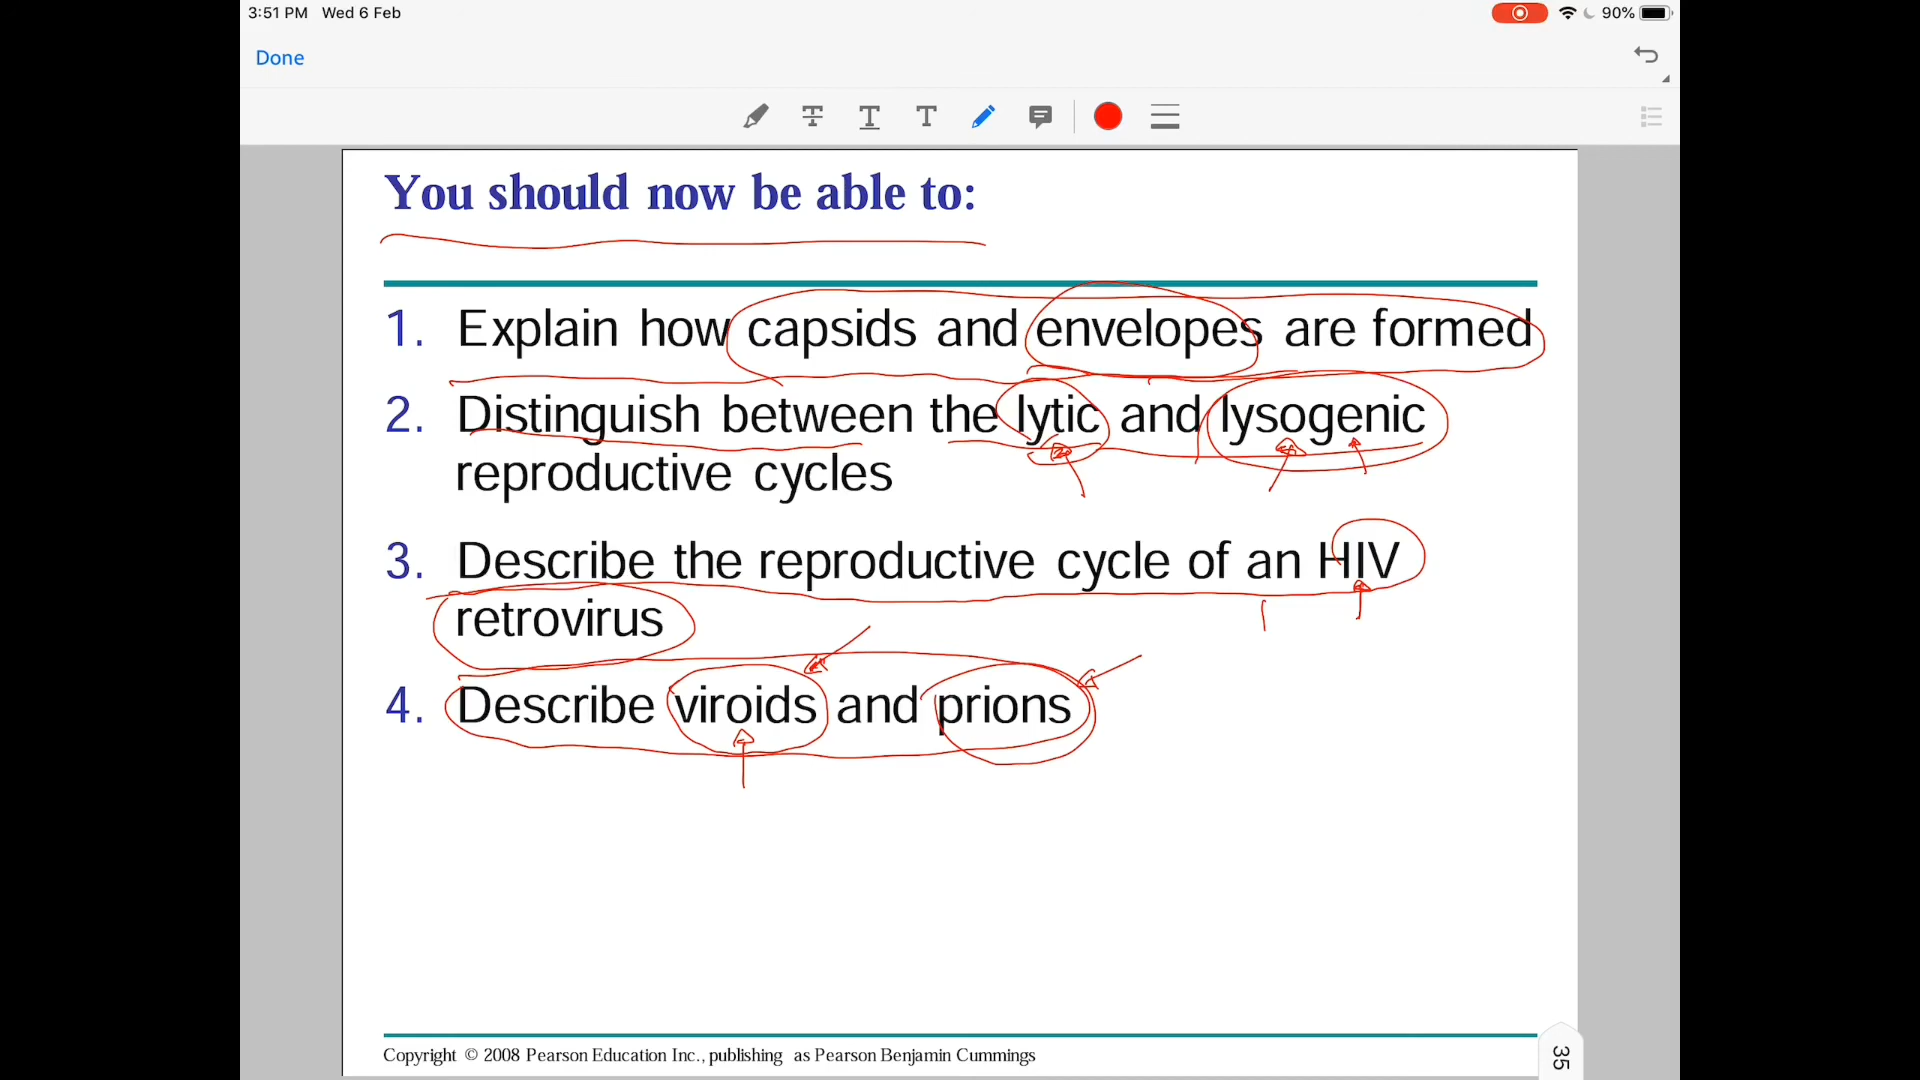 3:51 PM Wed 6 Feb
90%
Done
You should now be able to:
1. Explain how capsids and envelopes are formed
2. Distinguish between the lytic and lysogenic
reproductive cycles
3. Describe the reproductive cycle of an HIV
retrovirus
4. Describe viroids and prions
Copyright © 2008 Pearson Education Inc., publishing as Pearson Benjamin Cummings
35